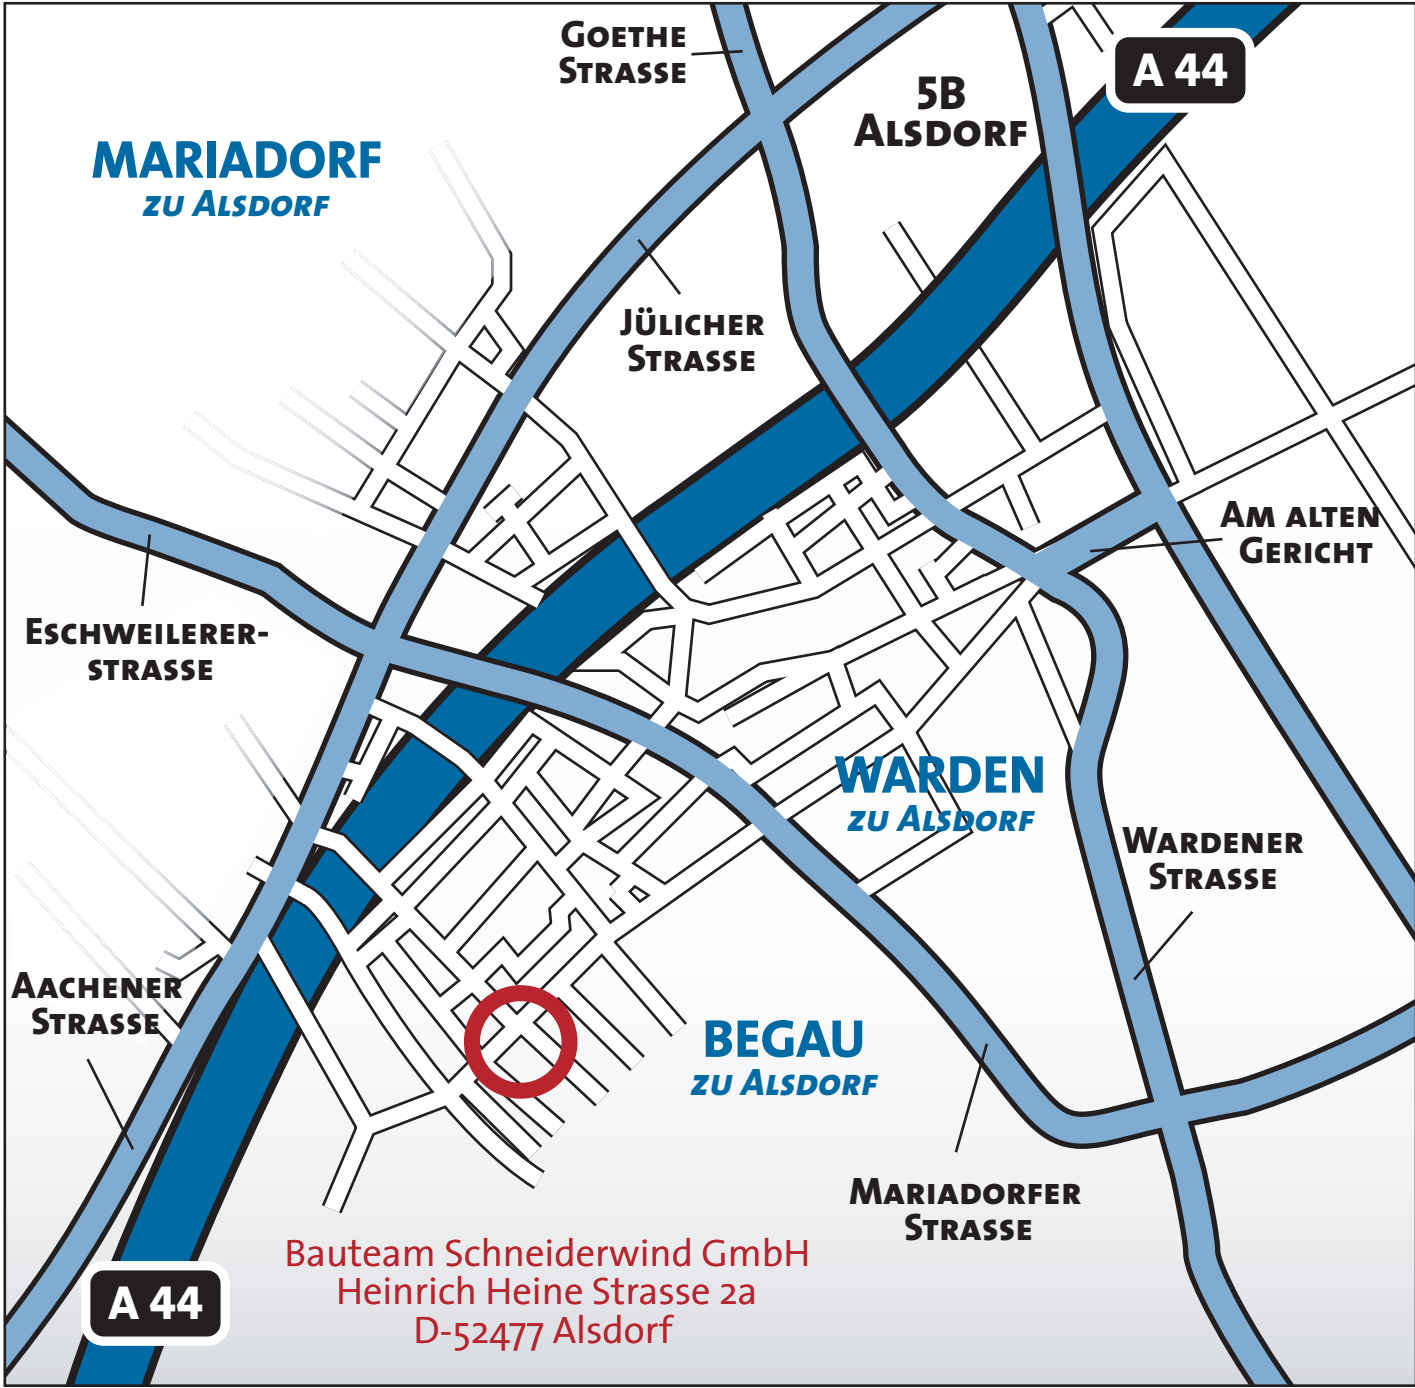 GOETHE
STRASSE
A 44
5B
ALSDORF
MARIADORF
ZU ALSDORF
JÜLICHER
STRASSE
AM ALTEN
GERICHT
ESCHWEILERER-
STRASSE
WARDEN
ZU ALSDORF
WARDENER
STRASSE
AACHENER
STRASSE
BEGAU
ZU ALSDORF
MARIADORFER
STRASSE
Bauteam Schneiderwind GmbH
Heinrich Heine Strasse 2a
D-52477 Alsdorf
A 44